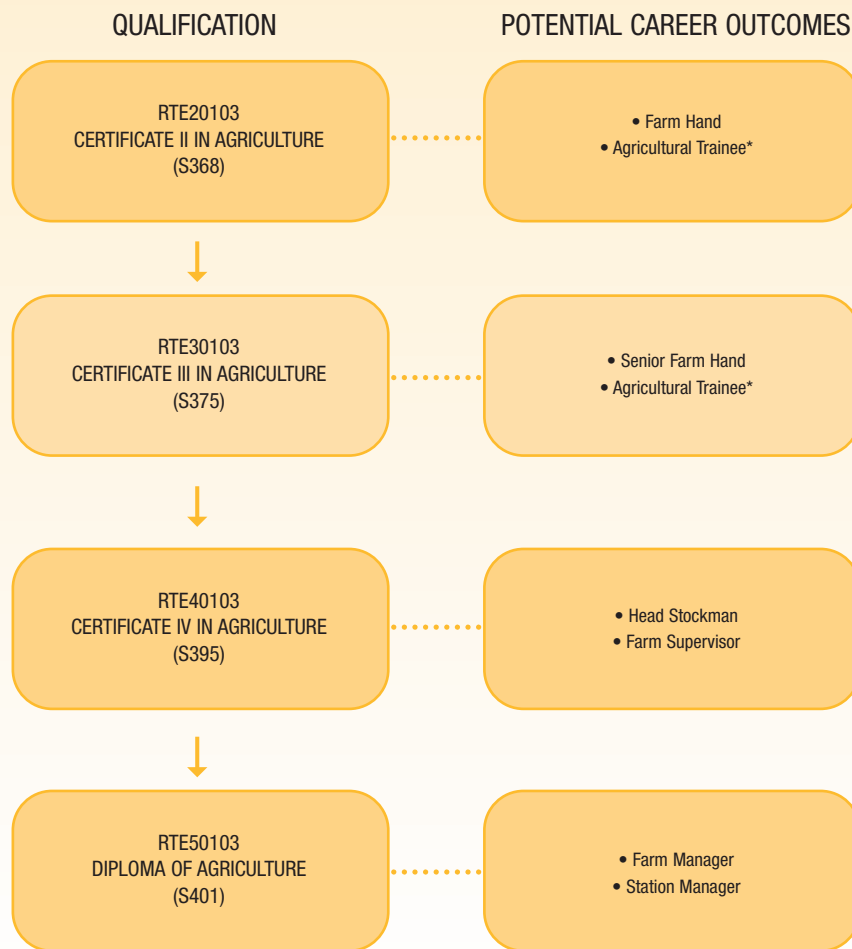 QUALIFICATION
POTENTIAL CAREER OUTCOMES
RTE20103
CERTIFICATE II IN AGRICULTURE
(S368)
• Farm Hand
• Agricultural Trainee*
RTE30103
CERTIFICATE III IN AGRICULTURE
(S375)
• Senior Farm Hand
• Agricultural Trainee*
RTE40103
CERTIFICATE IV IN AGRICULTURE
(S395)
• Head Stockman
• Farm Supervisor
RTE50103
DIPLOMA OF AGRICULTURE
(S401)
• Farm Manager
• Station Manager